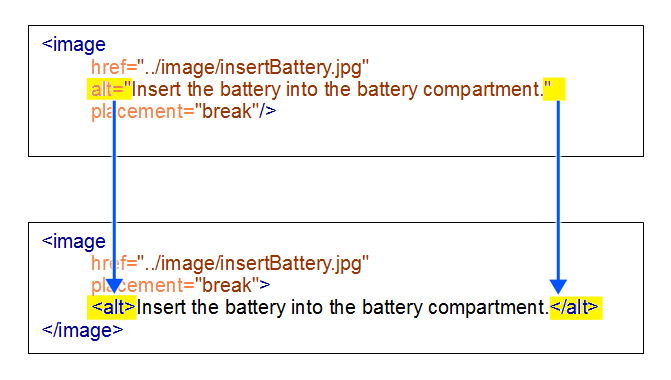 <image
href="../image/insertBattery.jpg"
alt="Insert the battery into the battery compartment."
placement="break"/>
<image
href="../image/insertBattery.jpg"
placement="break">
<alt>Insert the battery into the battery compartment.</alt>
</image>